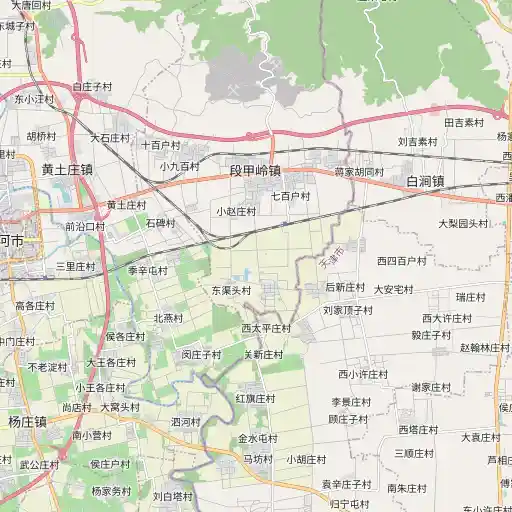 大唐回村
东城子村
白庄子村
东小汪村
田吉素村
胡桥村
大石庄村
十百户村
刘吉素村
小九百村
黄土庄镇
段甲岭镇
蒋家胡同村
白涧镇
七百户村
黄土庄村
小赵庄村
石碑村
前沿口村
大梨园头村
河市
三里庄村
季辛屯村
天津市
西四百户村
东渠头村
后新庄村
大安宅村
瑞庄村
高各庄村
北燕村
刘家顶子村
西大许庄村
西太平庄村
毅庄子村
侯各庄村
赵翰林庄村
闵庄子村
关新庄村
大王各庄村
不老淀村
西小许庄村
谢家庄村
小王各庄村
红旗庄村
李景庄村
尚店村
大窝头村
杨庄镇
泗河村
顾庄子村
南小营村
西塔庄村
金水屯村
大袁庄村
三顺庄村
武公庄村
侯庄户村
马坊村
小胡庄村
杨家务村
刘白塔村
袁辛庄子村
南朱庄村
归宁屯村
东小许庄村